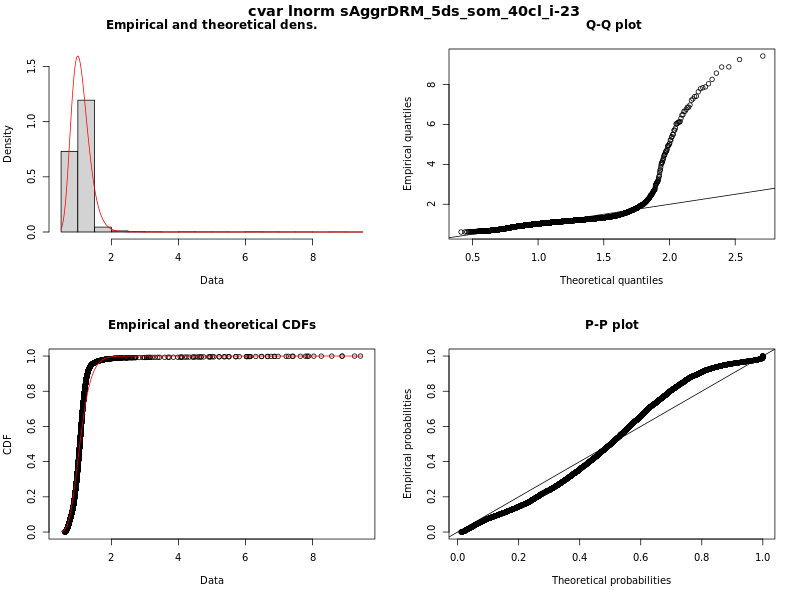 cvar lnorm sAggrDRM_5ds_som_40cl_i-23
Empirical and theoretical dens.
Density
0.0 0.5 1.0 1.5
2 4 6 8
Data
Q-Q plot
Empirical quantiles
2 4 6 8
0.5 1.0 1.5 2.0 2.5
Theoretical quantiles
Empirical and theoretical CDFs
CDF
0.0 0.2 0.4 0.6 0.8 1.0
2 4 6 8
Data
P-P plot
Empirical probabilities
0.0 0.2 0.4 0.6 0.8 1.0
0.0 0.2 0.4 0.6 0.8 1.0
Theoretical probabilities